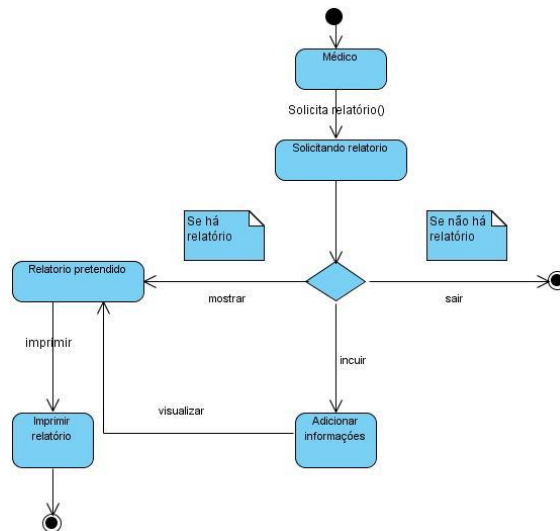 Médico
Solicita relatório()
Solicitando relatorio
Se há
relatório
Se não há
relatório
Relatorio pretendido
mostrar
sair
imprimir
incuir
visualizar
Imprimir
relatório
Adicionar
informações